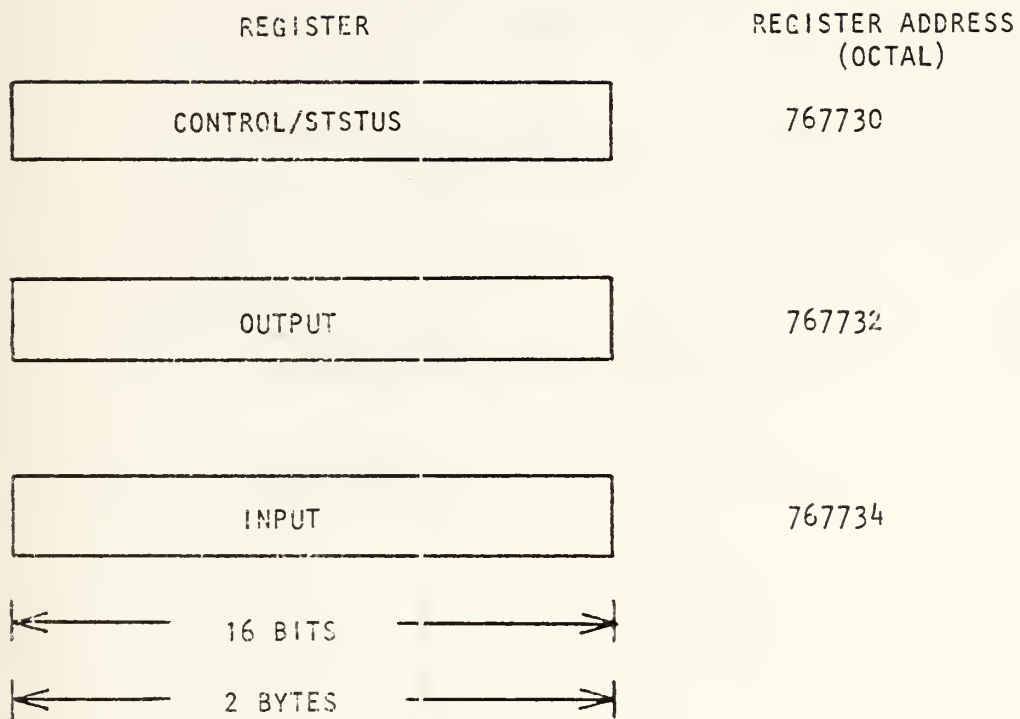 REGISTER
REGISTER ADDRESS
(OCTAL)
CONTROL/STSTUS
767730
OUTPUT
767732
INPUT
767734
16 BITS
2 BYTES